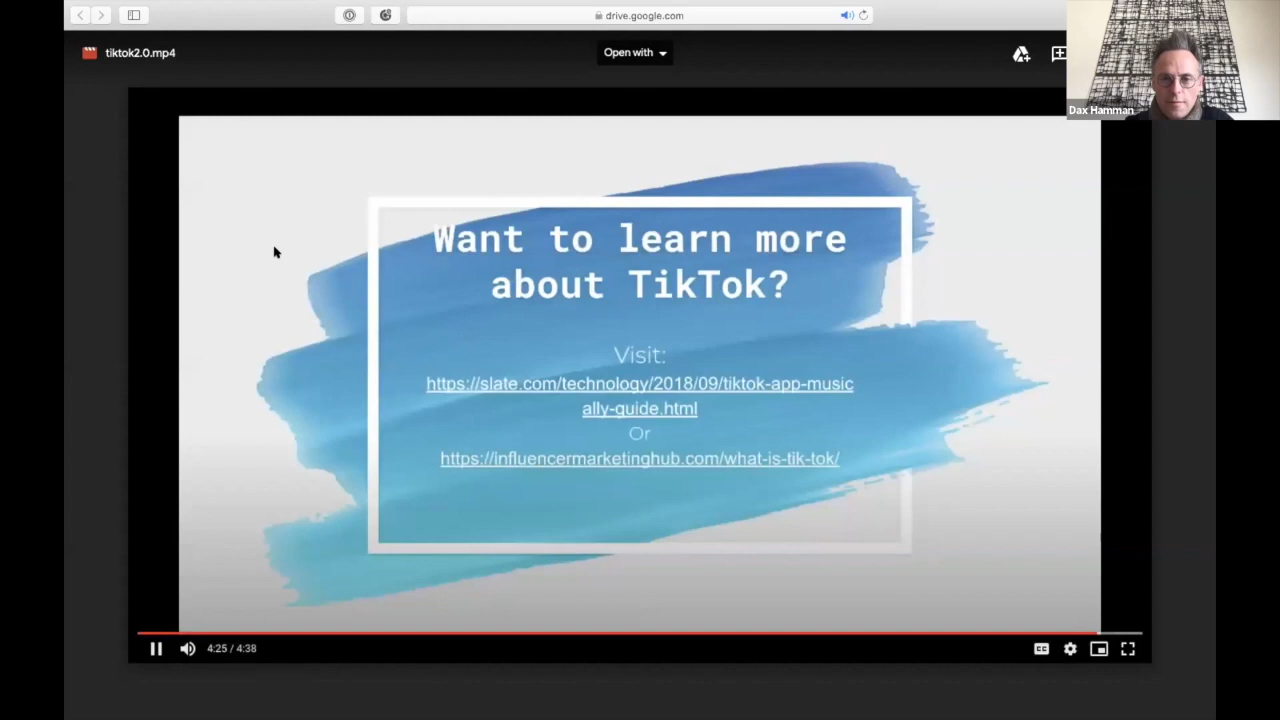 drive.google.com
tiktok2.0.mp4
Open with
Dax Hamman
Want to learn more
about TikTok?
Visit:
https://slate.com/technology/2018/09/tiktok-app-music
ally-guide.html
Or
https://influencermarketinghub.com/what-is-tik-tok/
4:25 / 4:38
CC